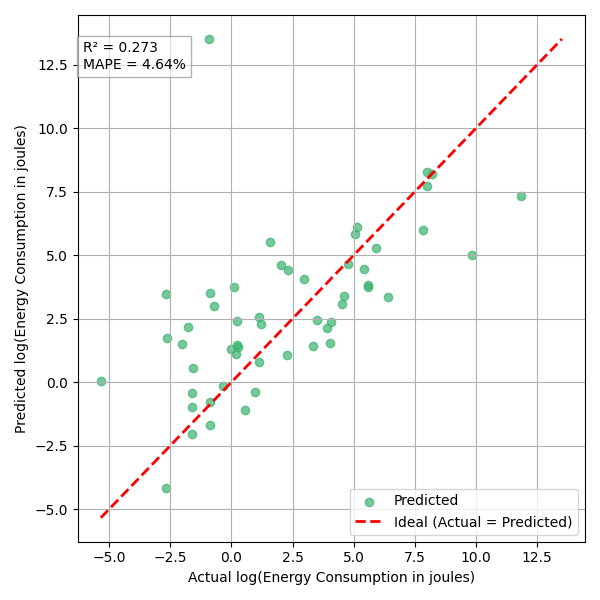 R² = 0.273
MAPE = 4.64%
12.5
10.0
7.5
5.0
2.5
0.0
−2.5
−5.0
Predicted log(Energy Consumption in joules)
Predicted
Ideal (Actual = Predicted)
−5.0 −2.5 0.0 2.5 5.0 7.5 10.0 12.5
Actual log(Energy Consumption in joules)